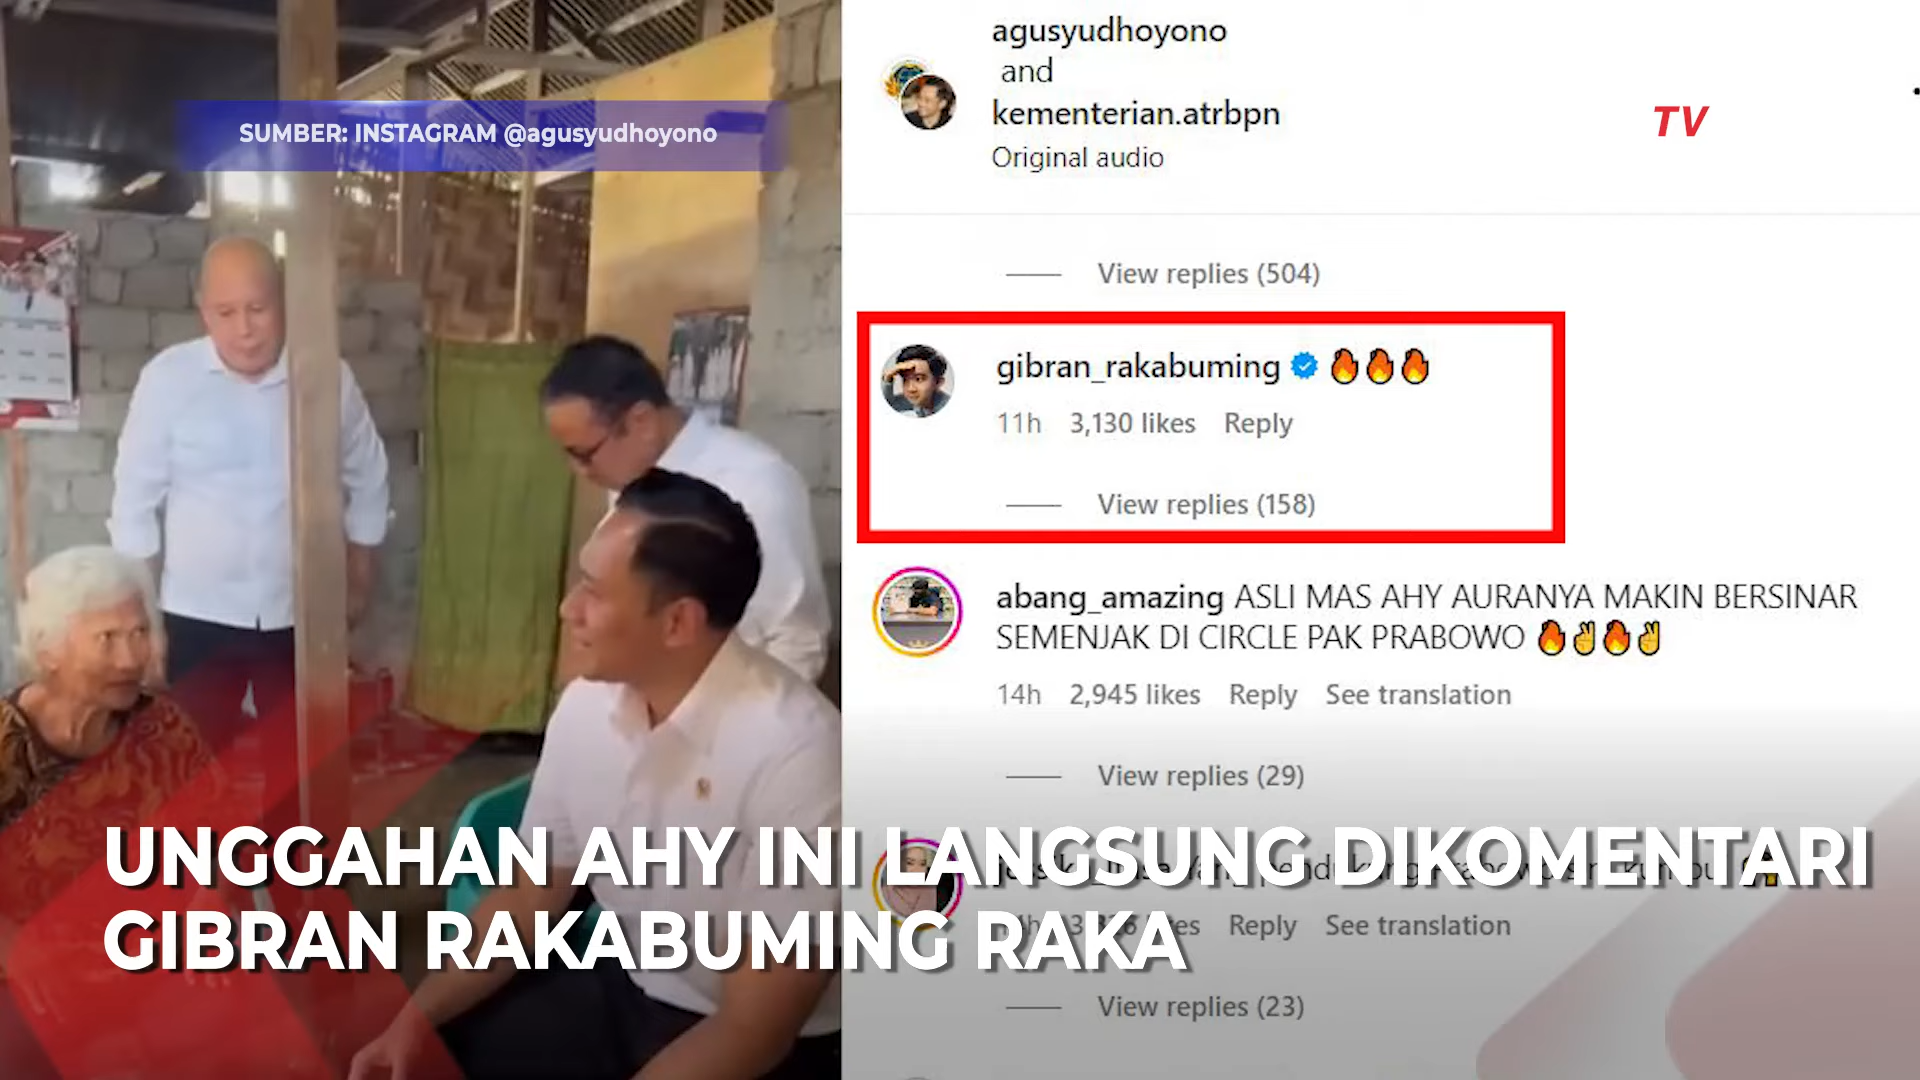 SUMBER: INSTAGRAM @agusyudhoyono
agusyudhoyono
and
kementerian.atrbpn
Original audio
TV
View replies (504)
gibran_rakabuming 🔥🔥🔥
11h 3,130 likes Reply
View replies (158)
abang_amazing ASLI MAS AHY AURANYA MAKIN BERSINAR
SEMENJAK DI CIRCLE PAK PRABOWO 🔥✌️🔥✌️
14h 2,945 likes Reply See translation
View replies (29)
UNGGAHAN AHY INI LANGSUNG DIKOMENTARI
GIBRAN RAKABUMING RAKA
Reply See translation
View replies (23)